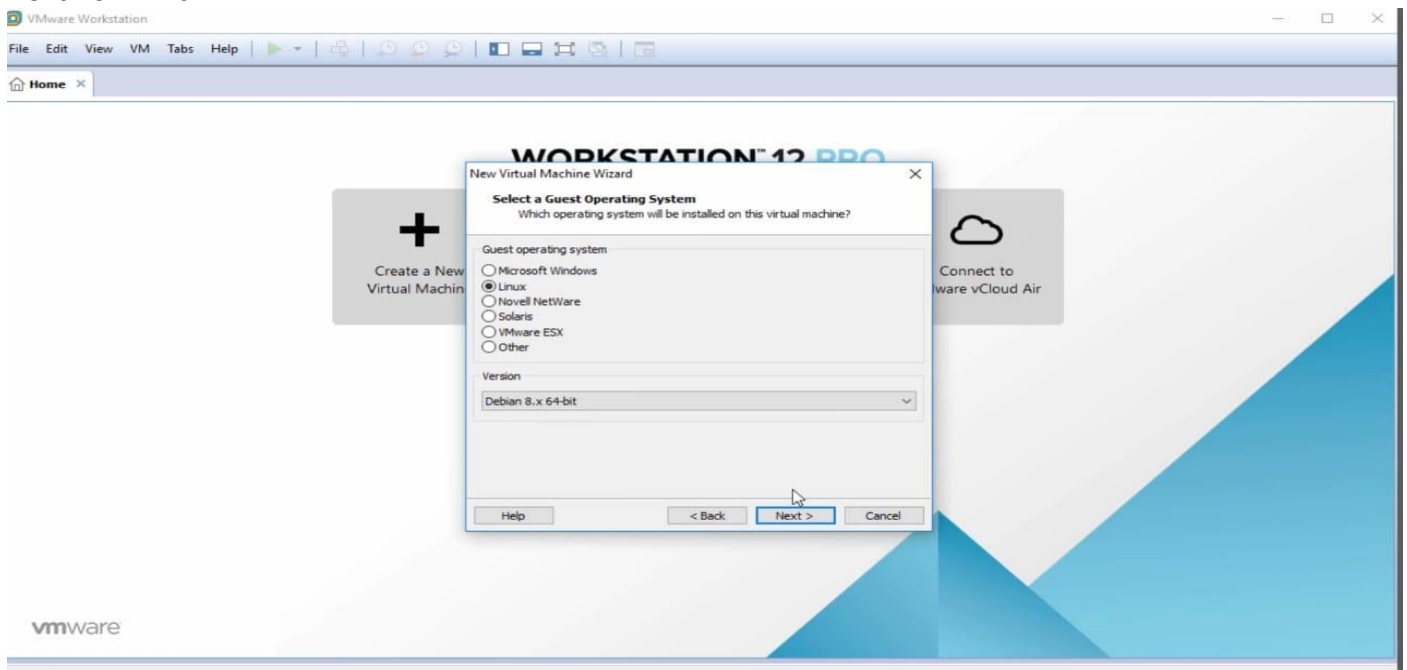 VMware Workstation
File Edit View VM Tabs Help
Home
WORKSTATION™ 12 PRO
New Virtual Machine Wizard
Select a Guest Operating System
Which operating system will be installed on this virtual machine?
Guest operating system
Microsoft Windows
Linux
Novell NetWare
Solaris
VMware ESX
Other
Version
Debian 8.x 64-bit
Help < Back Next > Cancel
Create a New
Virtual Machin
Connect to
ware vCloud Air
vmware